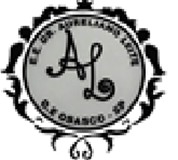 E.E. DR. AURELIANO LEITE
AL
OSASCO - SP